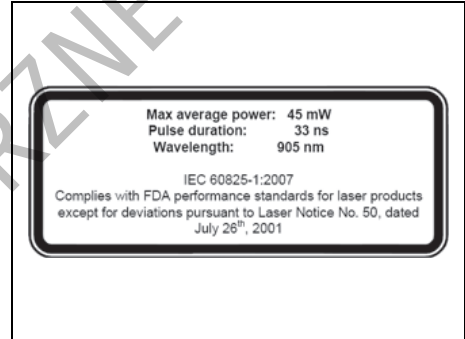 RZNE
Max average power: 45 mW
Pulse duration: 33 ns
Wavelength: 905 nm
IEC 60825-1:2007
Complies with FDA performance standards for laser products
except for deviations pursuant to Laser Notice No. 50, dated
July 26th, 2001